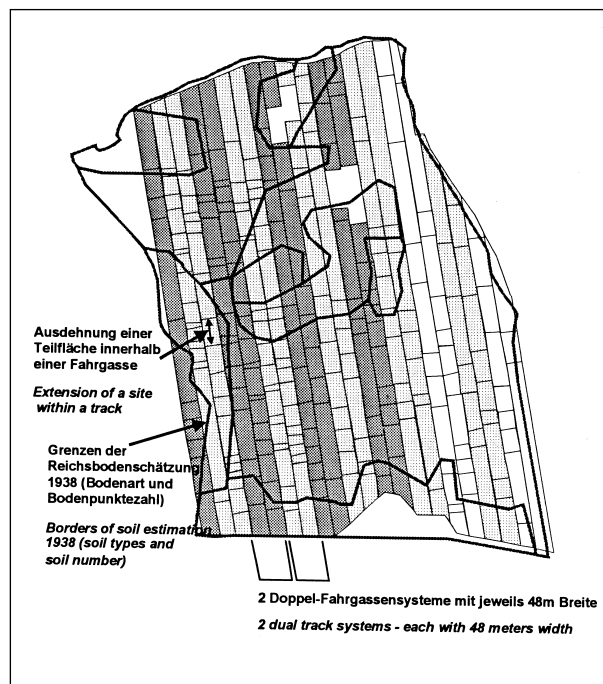 Ausdehnung einer
Teilfläche innerhalb
einer Fahrgasse
Extension of a site
within a track
Grenzen der
Reichsbodenschätzung
1938 (Bodenart und
Bodenpunktezahl)
Borders of soil estimation
1938 (soil types and
soil number)
2 Doppel-Fahrgassensysteme mit jeweils 48m Breite
2 dual track systems - each with 48 meters width